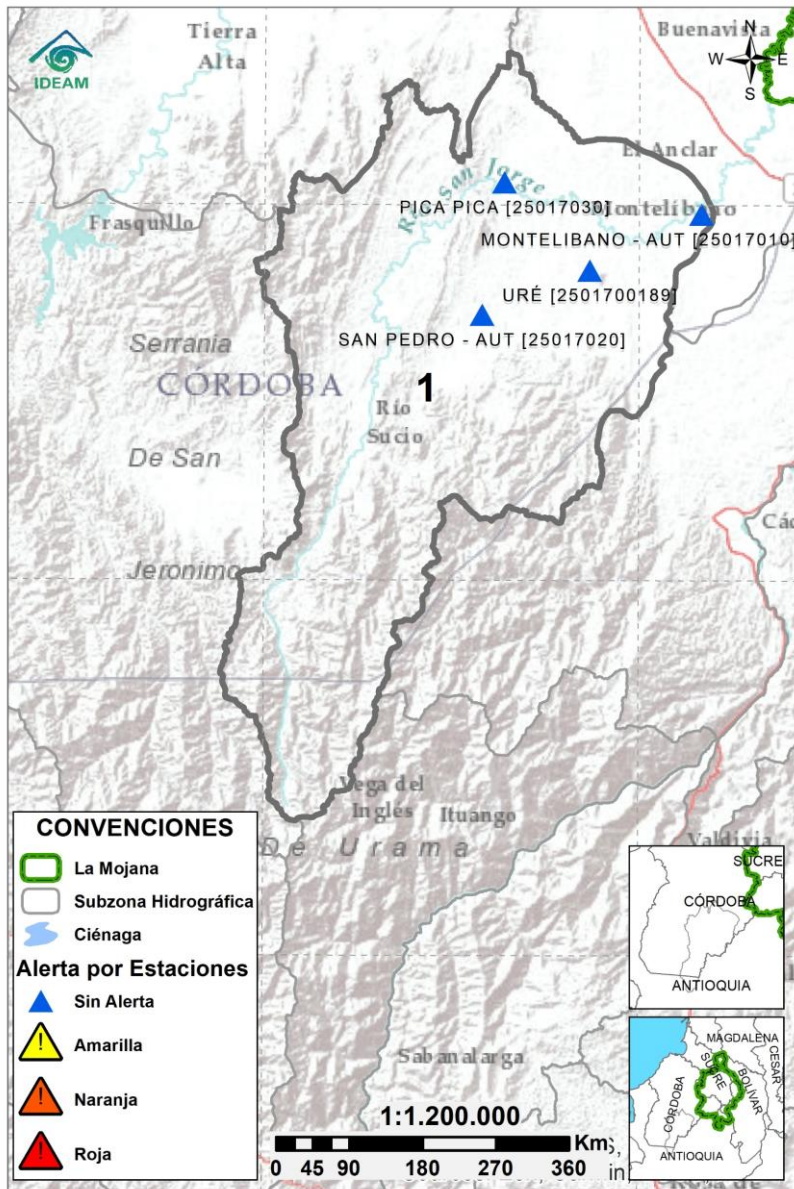 Tierra
Alta
Buenavista
IDEAM
N
W
E
S
El Anclar
Río San Jorge
Frasquillo
PICA PICA [25017030]
Montelíbano
MONTELIBANO - AUT [25017010]
URÉ [2501700189]
SAN PEDRO - AUT [25017020]
Serrania
CÓRDOBA
1
Río
Sucio
De San
Các
Jeronimo
Vega del
Inglés
Ituango
De Urama
Valdivia
CONVENCIONES
La Mojana
Subzona Hidrográfica
Ciénaga
Alerta por Estaciones
Sin Alerta
! Amarilla
! Naranja
! Roja
SUCRE
CÓRDOBA
ANTIOQUIA
MAGDALENA
CESAR
SUCRE
BOLÍVAR
CÓRDOBA
ANTIOQUIA
Sabanalarga
1:1.200.000
Km
0 45 90 180 270 360